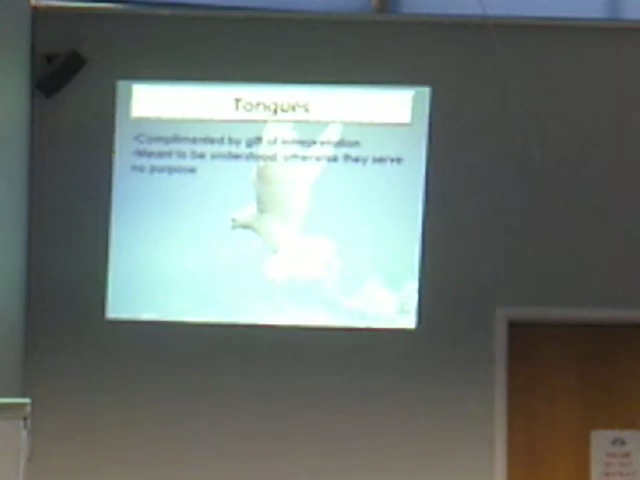 Tongues
•Complimented by gift of interpretation
•Meant to be understood, otherwise they serve
no purpose